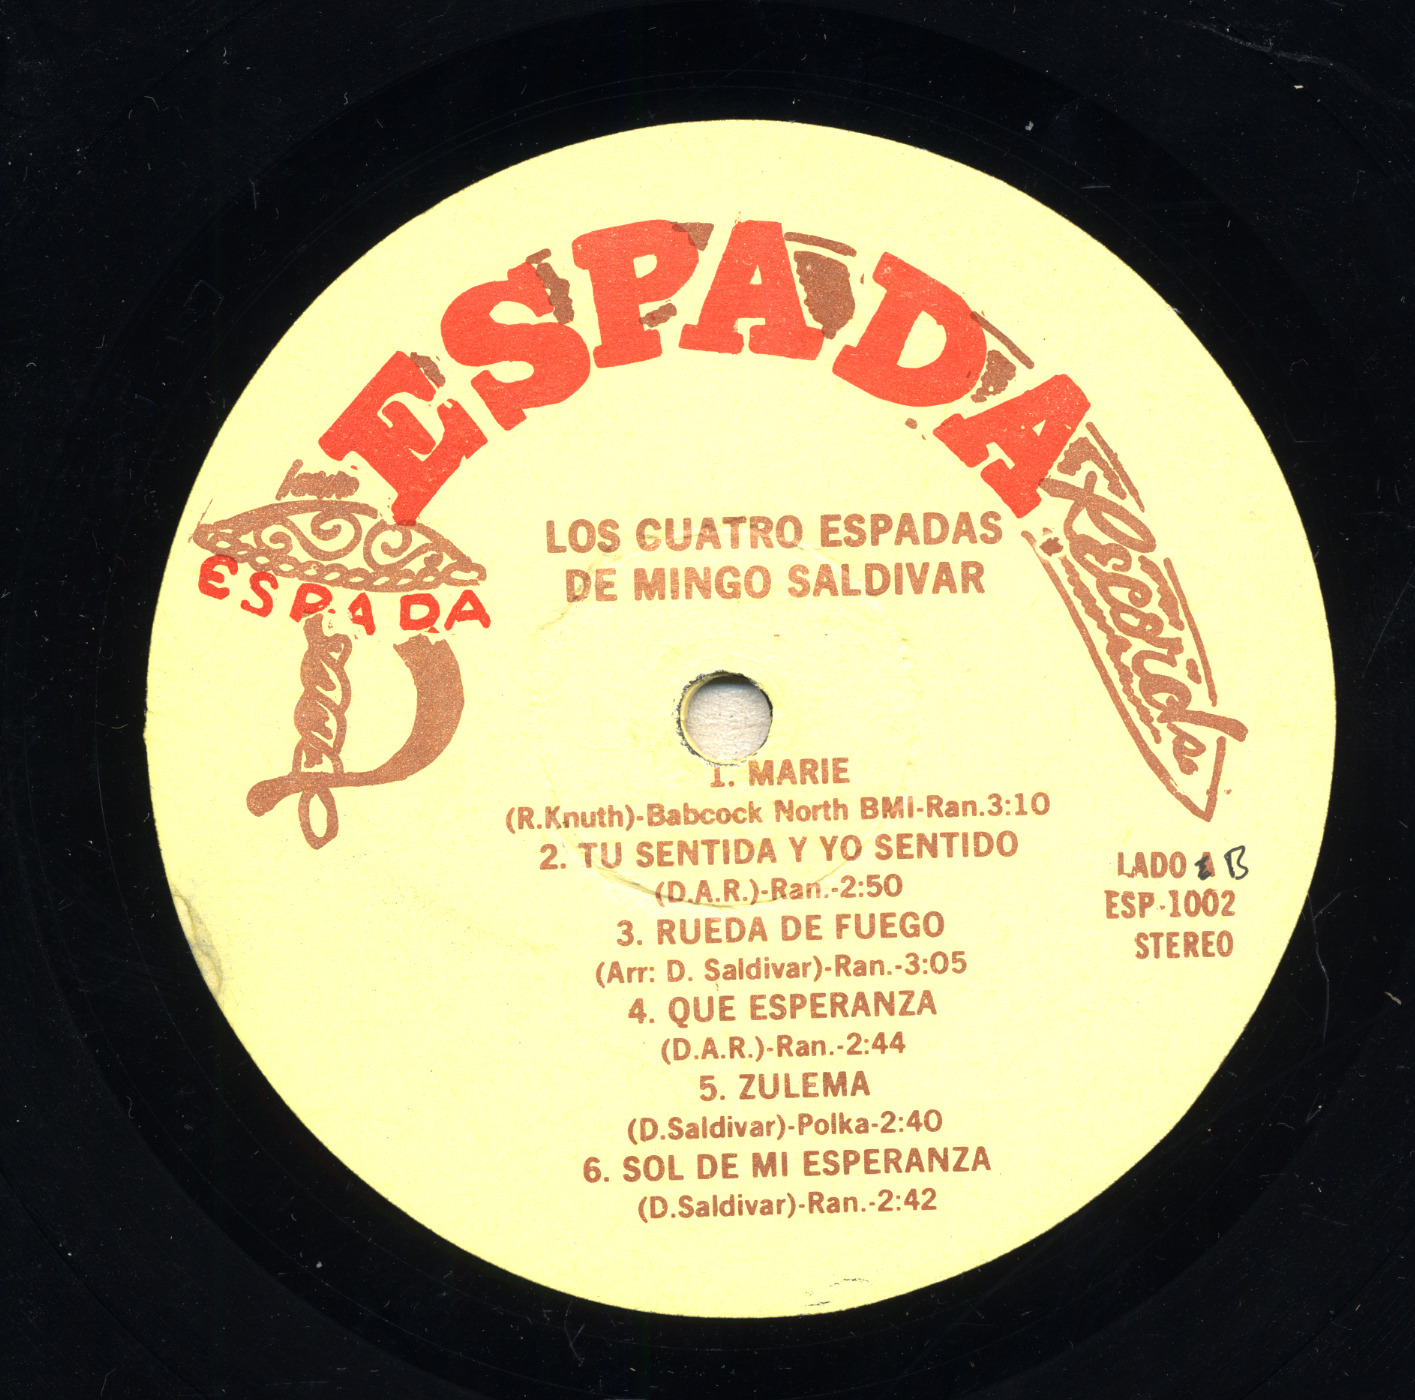 ESPADA
Records
ESPADA
LOS CUATRO ESPADAS
DE MINGO SALDIVAR
1. MARIE
(R.Knuth)-Babcock North BMI-Ran.3:10
2. TU SENTIDA Y YO SENTIDO
(D.A.R.)-Ran.-2:50
3. RUEDA DE FUEGO
(Arr: D. Saldivar)-Ran.-3:05
4. QUE ESPERANZA
(D.A.R.)-Ran.-2:44
5. ZULEMA
(D.Saldivar)-Polka-2:40
6. SOL DE MI ESPERANZA
(D.Saldivar)-Ran.-2:42
LADO A B
ESP-1002
STEREO